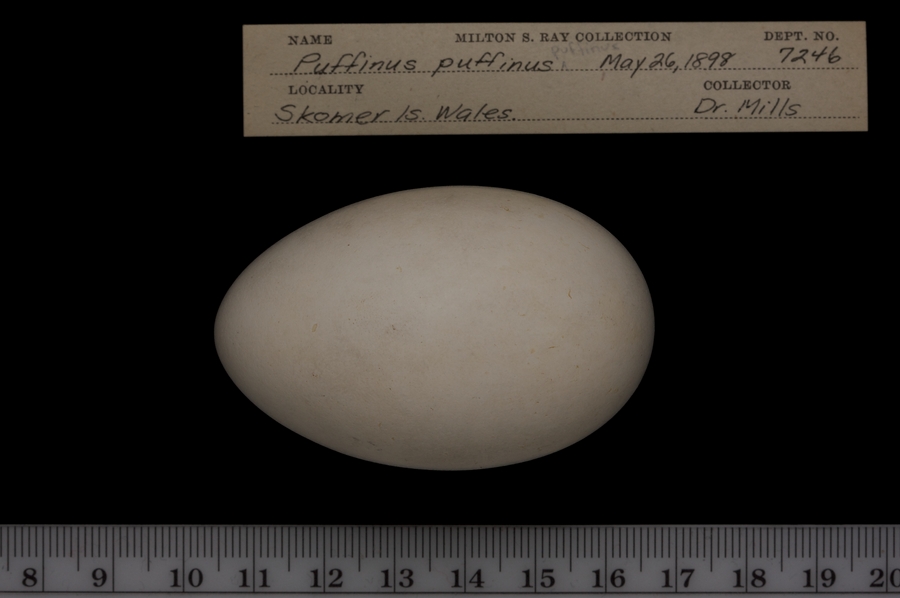 NAME MILTON S. RAY COLLECTION DEPT. NO.
puffinus
Puffinus puffinus May 26, 1898 7246
LOCALITY COLLECTOR
Skomer Is. Wales. Dr. Mills
8 9 10 11 12 13 14 15 16 17 18 19 20